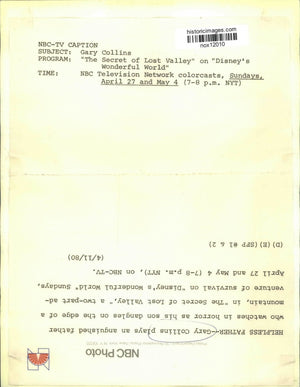 historicimages.com
nox12010
NBC-TV CAPTION
SUBJECT: Gary Collins
PROGRAM: "The Secret of Lost Valley" on "Disney's
Wonderful World"
TIME: NBC Television Network colorcasts, Sundays,
April 27 and May 4 (7-8 p.m. NYT)
NBC Photo
HELPLESS FATHER--Gary Collins plays an anguished father
who watches in horror as his son dangles on the edge of a
mountain, in "The Secret of Lost Valley," a two-part ad-
venture of survival on "Disney's Wonderful World," Sundays,
April 27 and May 4 (7-8 p.m. NYT), on NBC-TV.
(4/11/80)
(D) (E) (SFP #1 & 2)